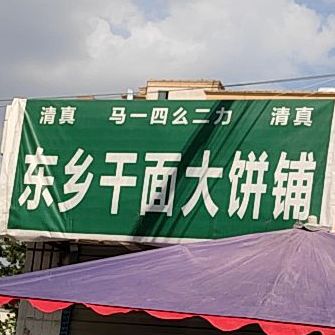 清真 马一四么二力 清真
东乡干面大饼铺